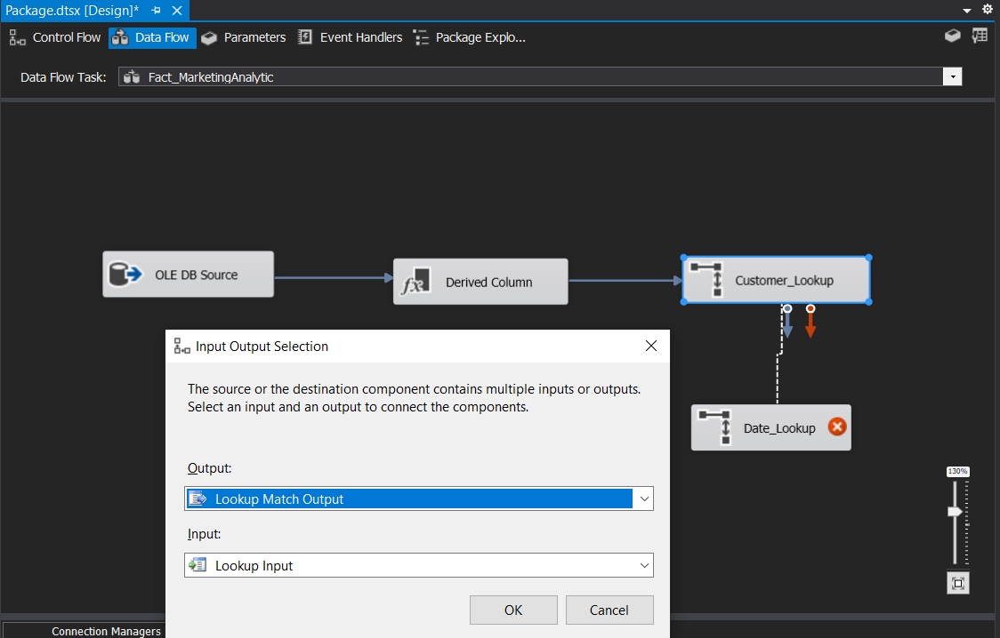 Package.dtsx [Design]*
Control Flow Data Flow Parameters Event Handlers Package Explo...
Data Flow Task: Fact_MarketingAnalytic
OLE DB Source
Derived Column
Customer_Lookup
Input Output Selection
The source or the destination component contains multiple inputs or outputs.
Select an input and an output to connect the components.
Date_Lookup
Output:
130%
Lookup Match Output
Input:
Lookup Input
OK Cancel
Connection Managers